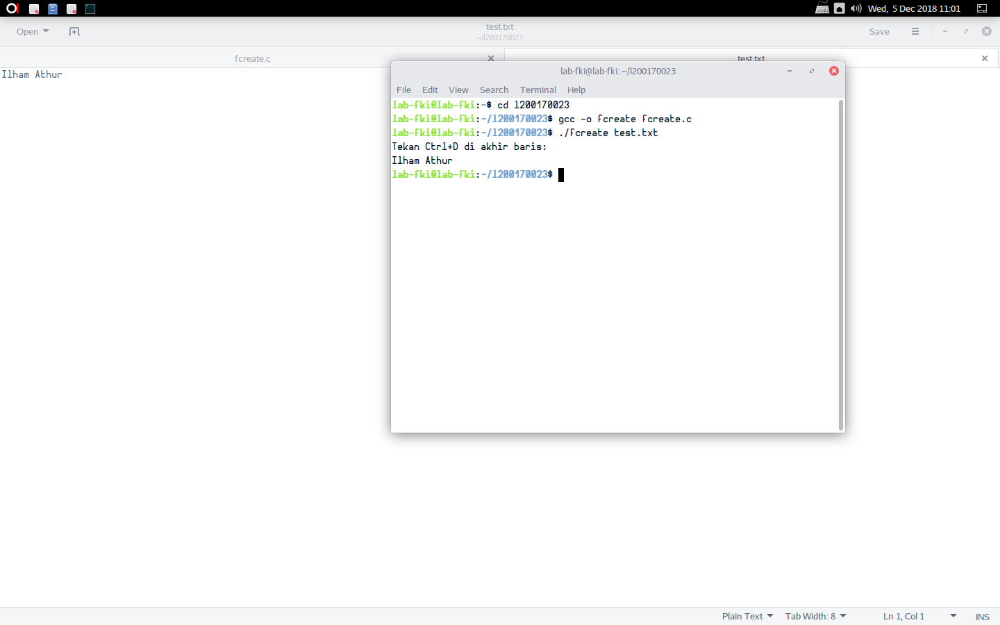 Wed, 5 Dec 2018 11:01
Open
test.txt
~/l200170023
Save
fcreate.c
test.txt
Ilham Athur
lab-fki@lab-fki: ~/l200170023
File Edit View Search Terminal Help
lab-fki@lab-fki:~$ cd l200170023
lab-fki@lab-fki:~/l200170023$ gcc -o fcreate fcreate.c
lab-fki@lab-fki:~/l200170023$ ./fcreate test.txt
Tekan Ctrl+D di akhir baris:
Ilham Athur
lab-fki@lab-fki:~/l200170023$
Plain Text Tab Width: 8 Ln 1, Col 1 INS